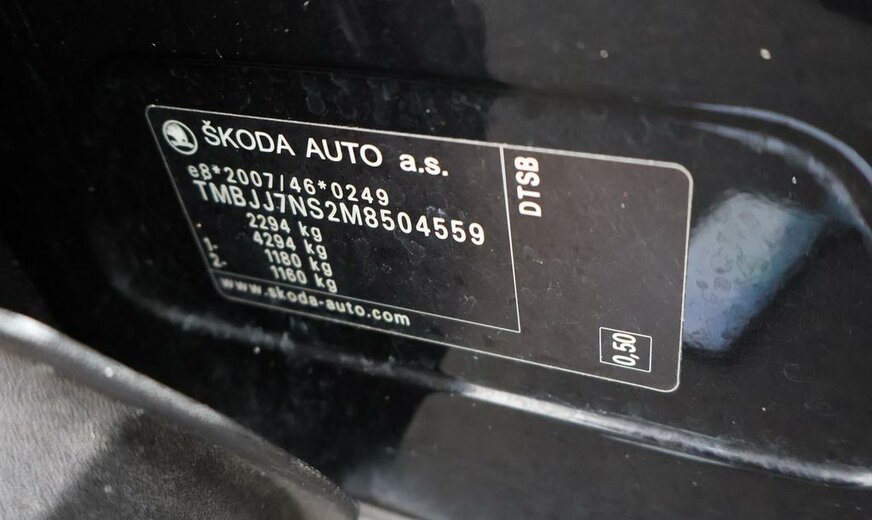 ŠKODA AUTO a.s.
e8*2007/46*0249
TMBJJ7NS2M8504559
- 2294 kg
4294 kg
1- 1180 kg
2- 1160 kg
www.skoda-auto.com
DTSB
0,50